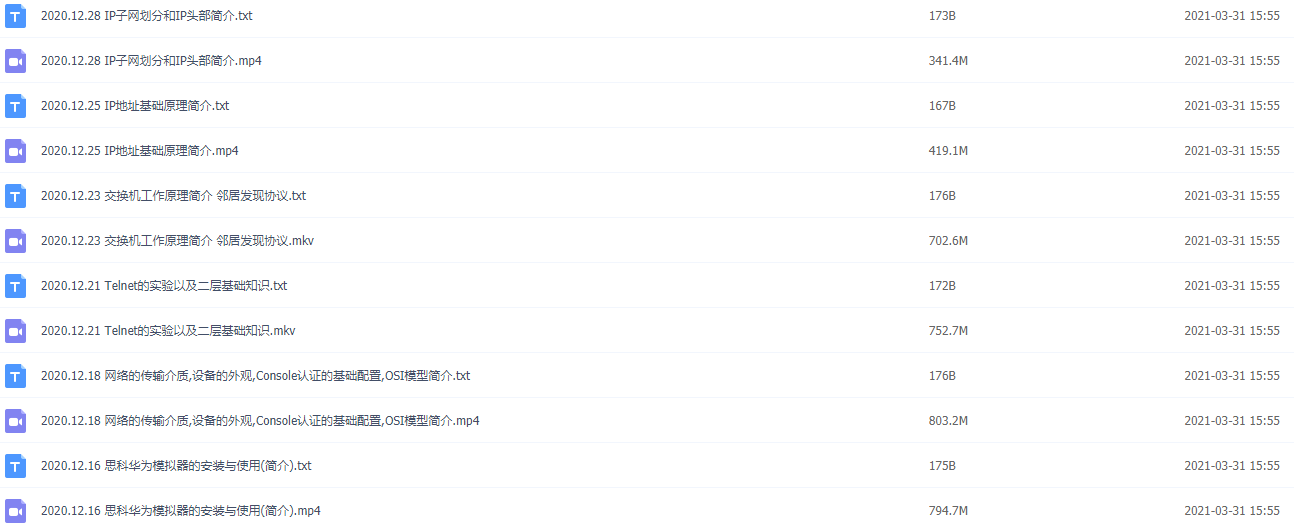 2020.12.28 IP子网划分和IP头部简介.txt 173B 2021-03-31 15:55
2020.12.28 IP子网划分和IP头部简介.mp4 341.4M 2021-03-31 15:55
2020.12.25 IP地址基础原理简介.txt 167B 2021-03-31 15:55
2020.12.25 IP地址基础原理简介.mp4 419.1M 2021-03-31 15:55
2020.12.23 交换机工作原理简介 邻居发现协议.txt 176B 2021-03-31 15:55
2020.12.23 交换机工作原理简介 邻居发现协议.mkv 702.6M 2021-03-31 15:55
2020.12.21 Telnet的实验以及二层基础知识.txt 172B 2021-03-31 15:55
2020.12.21 Telnet的实验以及二层基础知识.mkv 752.7M 2021-03-31 15:55
2020.12.18 网络的传输介质,设备的外观,Console认证的基础配置,OSI模型简介.txt 176B 2021-03-31 15:55
2020.12.18 网络的传输介质,设备的外观,Console认证的基础配置,OSI模型简介.mp4 803.2M 2021-03-31 15:55
2020.12.16 思科华为模拟器的安装与使用(简介).txt 175B 2021-03-31 15:55
2020.12.16 思科华为模拟器的安装与使用(简介).mp4 794.7M 2021-03-31 15:55